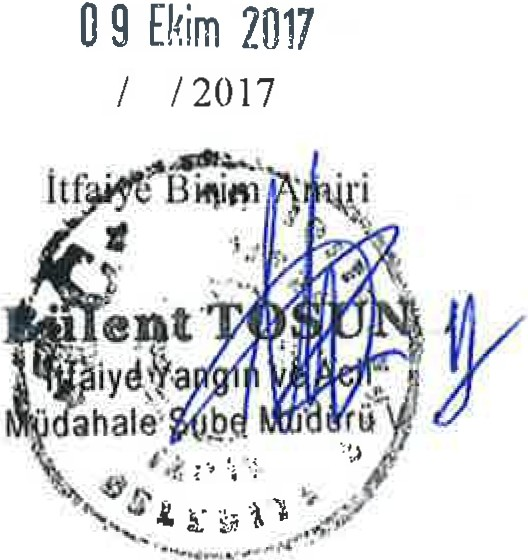 09 Ekim 2017
/ / 2017
İtfaiye Birim Amiri
Bülent TOSUN
İtfaiye Yangın ve Acil
Müdahale Şube Müdürü V